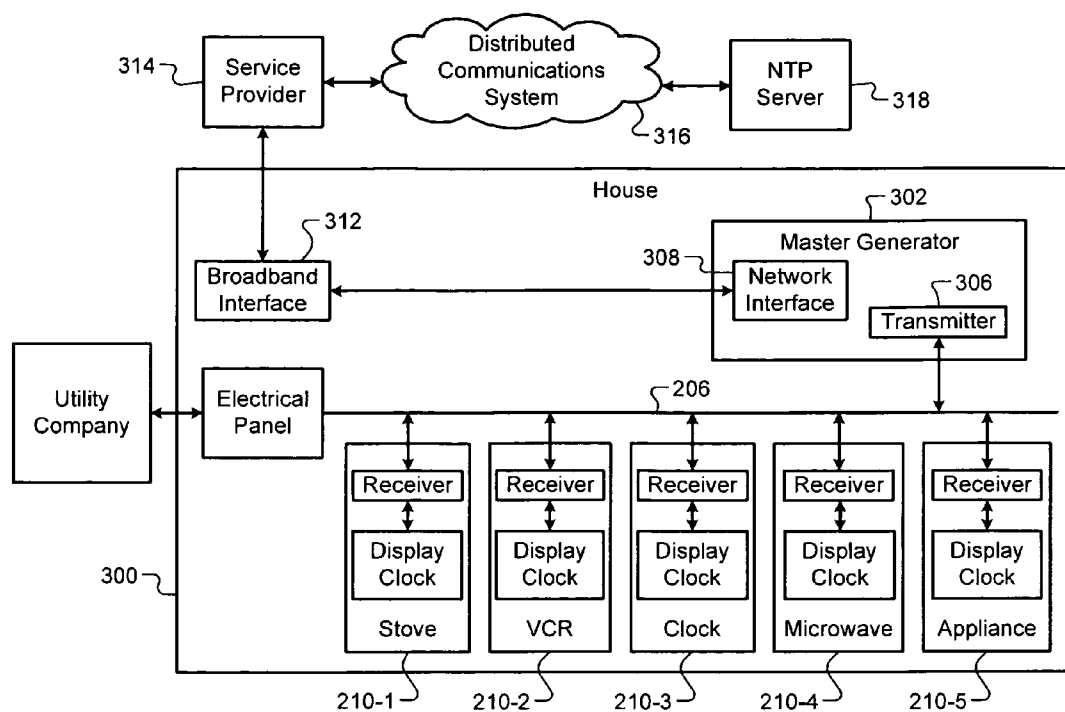 314
Service
Provider
Distributed
Communications
System
316
NTP
Server
318
House
312
Broadband
Interface
302
Master Generator
308
Network
Interface
306
Transmitter
Utility
Company
Electrical
Panel
206
Receiver
Receiver
Receiver
Receiver
Receiver
Display
Clock
Display
Clock
Display
Clock
Display
Clock
Display
Clock
300
Stove
VCR
Clock
Microwave
Appliance
210-1
210-2
210-3
210-4
210-5